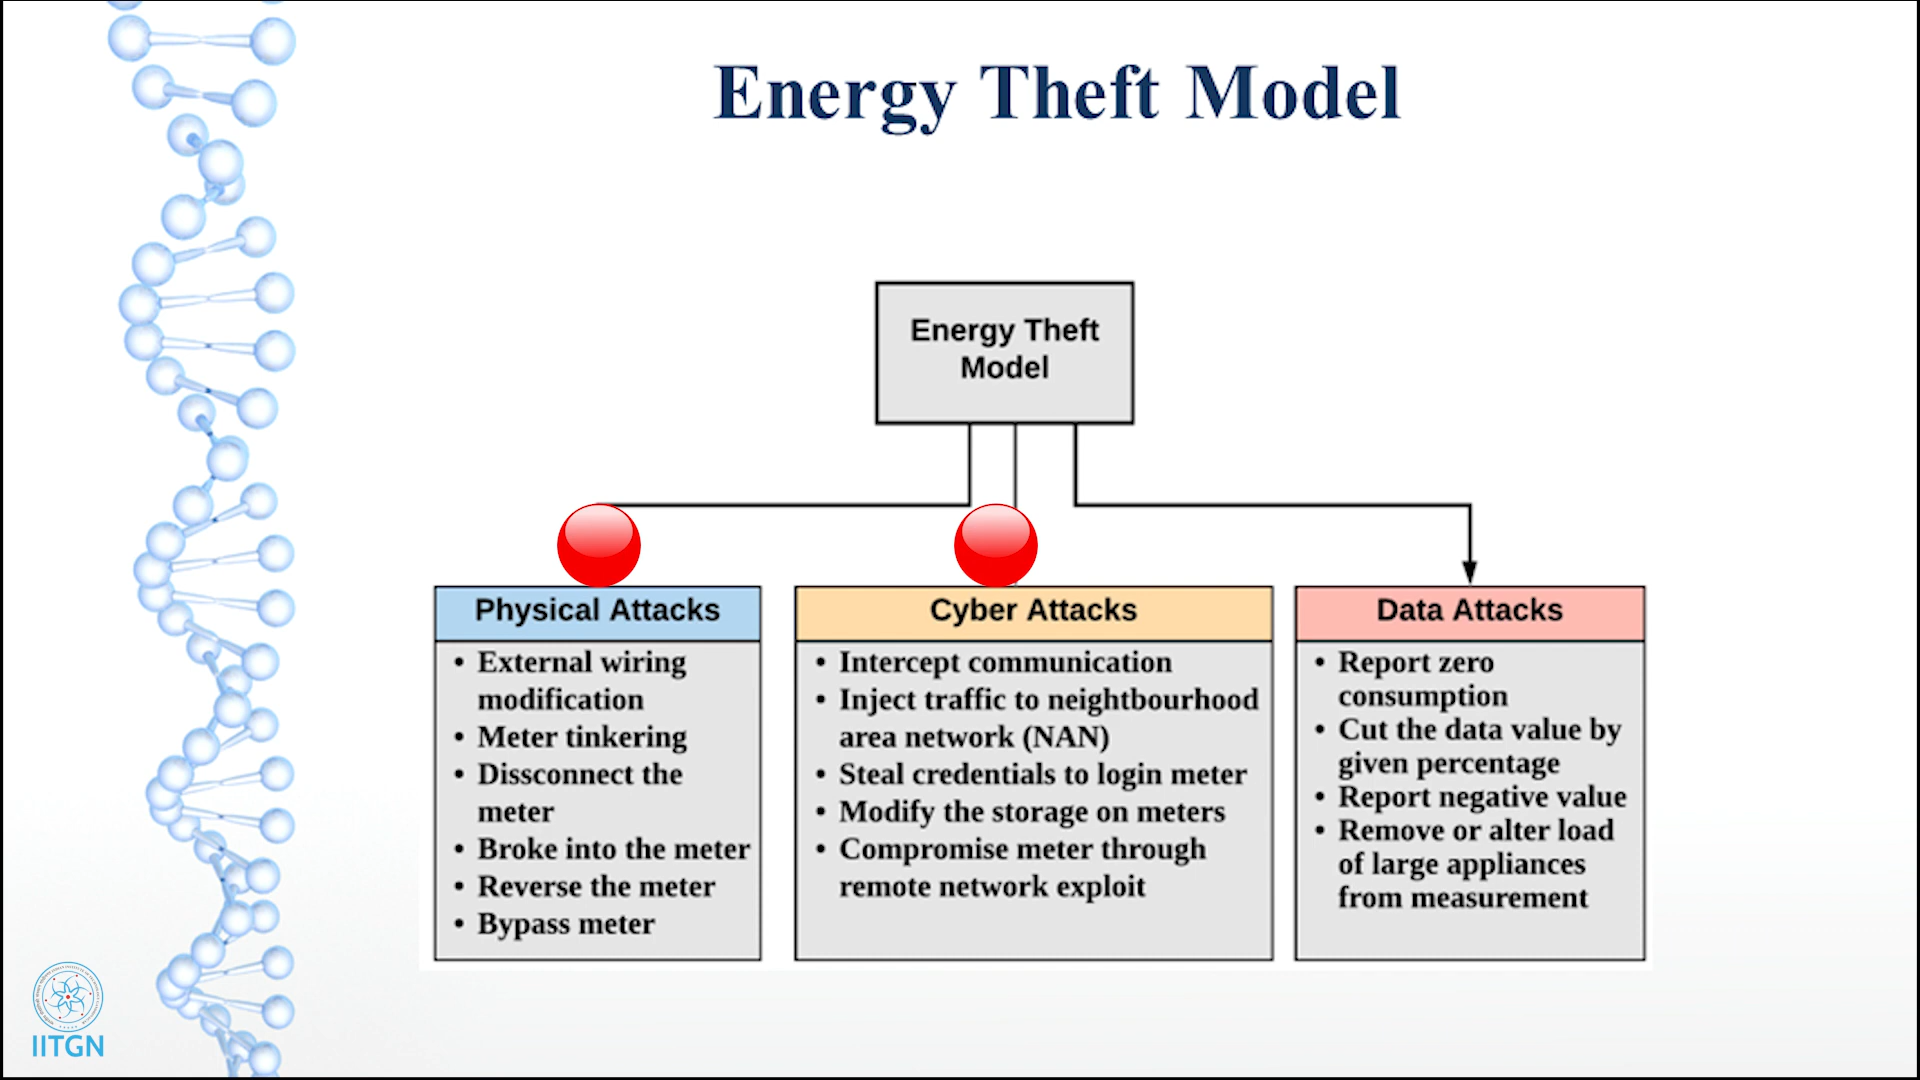 Energy Theft Model
Energy Theft
Model
Physical Attacks
• External wiring
modification
• Meter tinkering
• Dissconnect the
meter
• Broke into the meter
• Reverse the meter
• Bypass meter
Cyber Attacks
• Intercept communication
• Inject traffic to neightbourhood
area network (NAN)
• Steal credentials to login meter
• Modify the storage on meters
• Compromise meter through
remote network exploit
Data Attacks
• Report zero
consumption
• Cut the data value by
given percentage
• Report negative value
• Remove or alter load
of large appliances
from measurement
IITGN